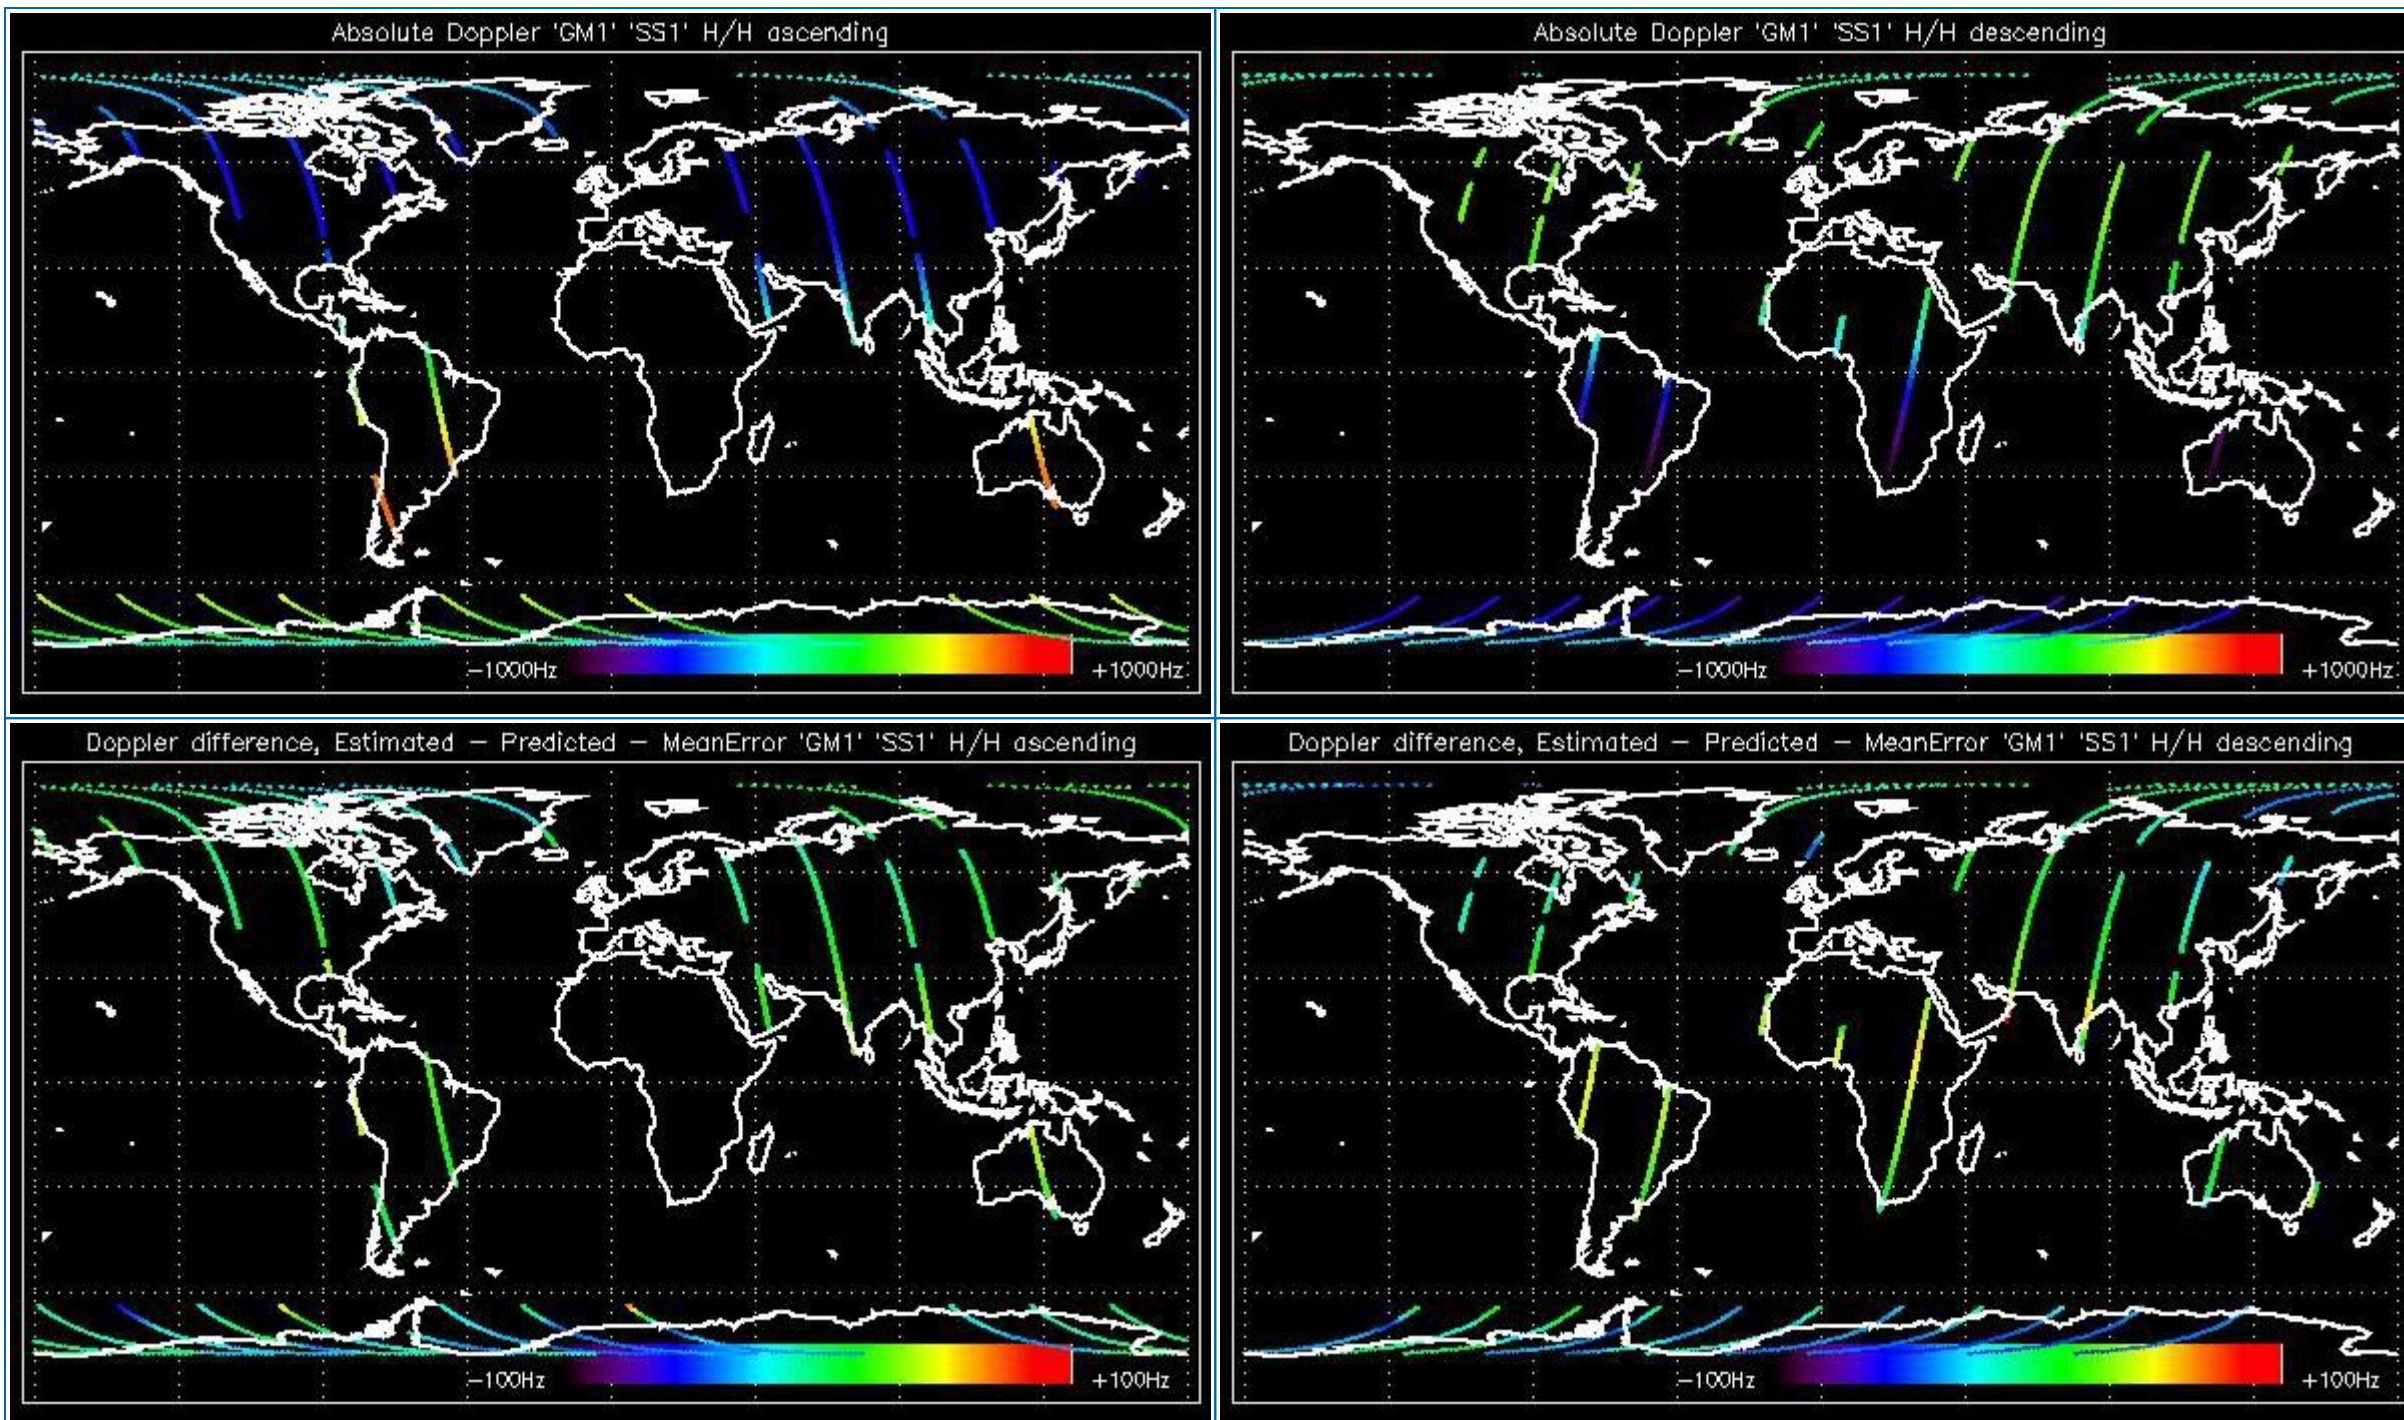 Absolute Doppler 'GM1' 'SS1' H/H ascending
-1000Hz
+1000Hz
Absolute Doppler 'GM1' 'SS1' H/H descending
-1000Hz
+1000Hz
Doppler difference, Estimated - Predicted - MeanError 'GM1' 'SS1' H/H ascending
-100Hz
+100Hz
Doppler difference, Estimated - Predicted - MeanError 'GM1' 'SS1' H/H descending
-100Hz
+100Hz